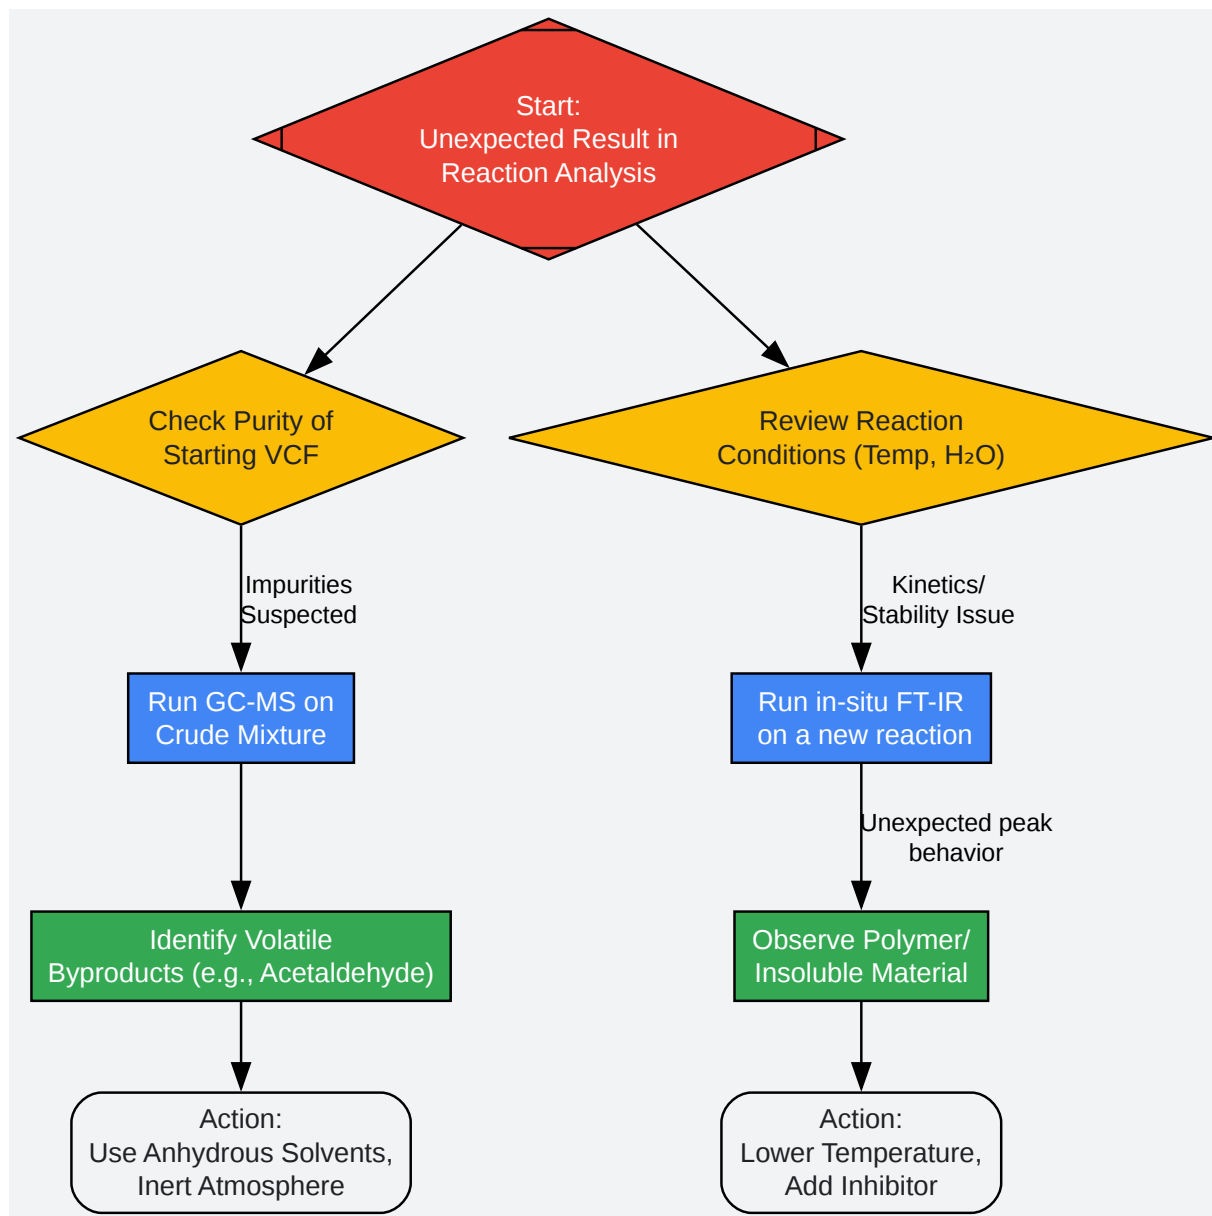 Start:
Unexpected Result in
Reaction Analysis
Check Purity of
Starting VCF
Review Reaction
Conditions (Temp, H₂O)
Impurities
Suspected
Kinetics/
Stability Issue
Run GC-MS on
Crude Mixture
Run in-situ FT-IR
on a new reaction
Unexpected peak
behavior
Identify Volatile
Byproducts (e.g., Acetaldehyde)
Observe Polymer/
Insoluble Material
Action:
Use Anhydrous Solvents,
Inert Atmosphere
Action:
Lower Temperature,
Add Inhibitor